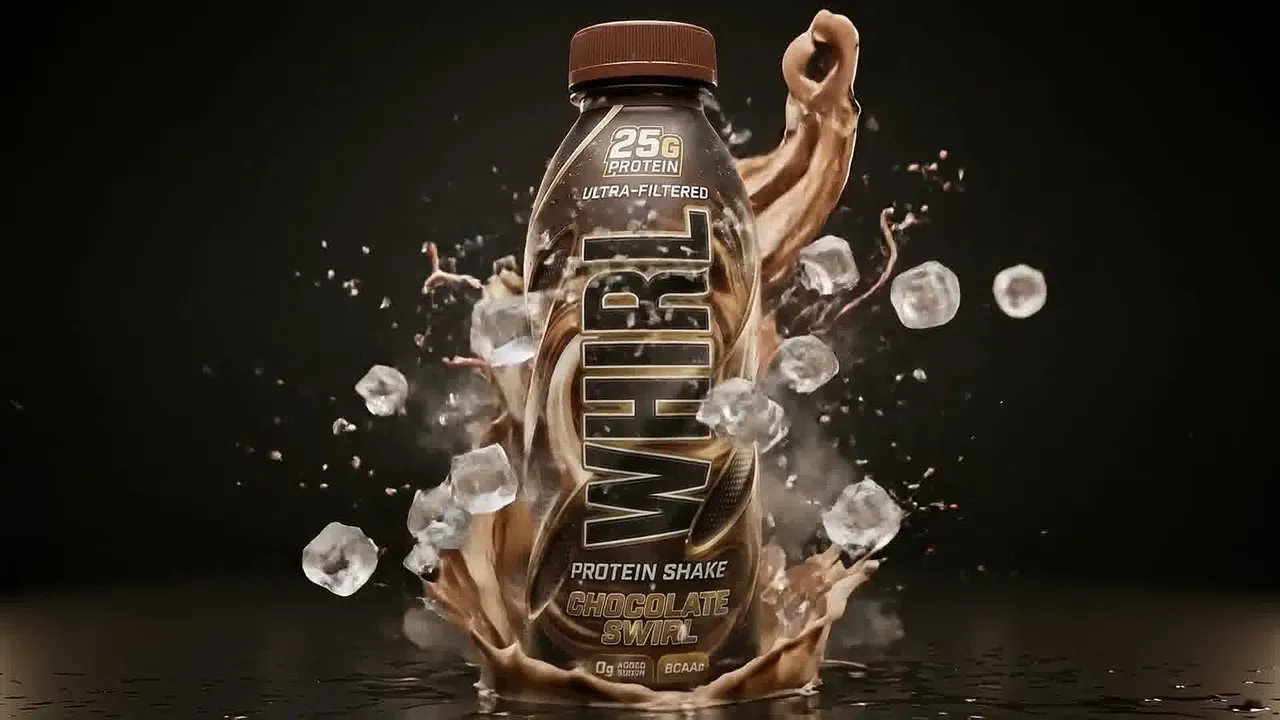 25G
PROTEIN
ULTRA-FILTERED
WHIRL
PROTEIN SHAKE
CHOCOLATE
SWIRL
0g ADDED
SUGAR
BCAAs